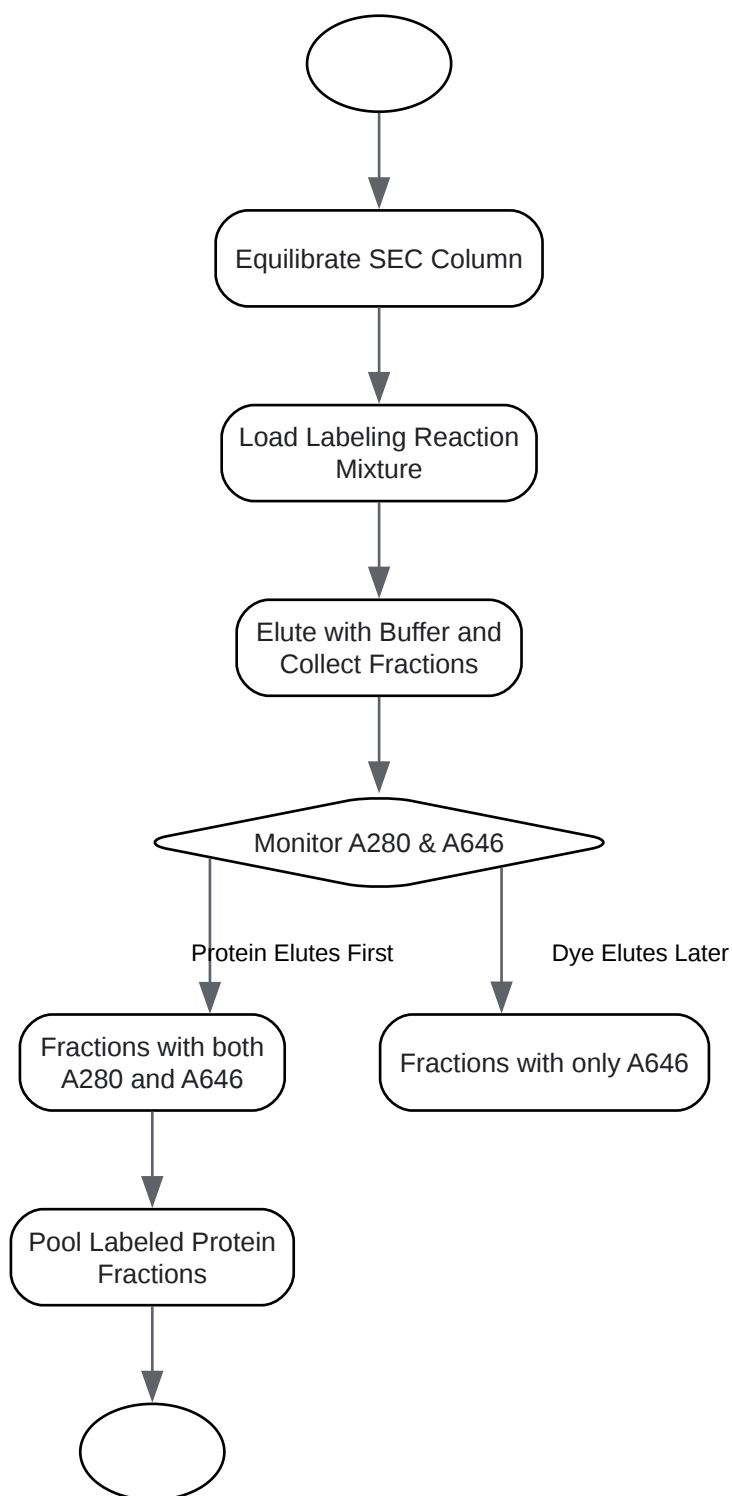 Equilibrate SEC Column
Load Labeling Reaction
Mixture
Elute with Buffer and
Collect Fractions
Monitor A280 & A646
Protein Elutes First
Dye Elutes Later
Fractions with both
A280 and A646
Fractions with only A646
Pool Labeled Protein
Fractions